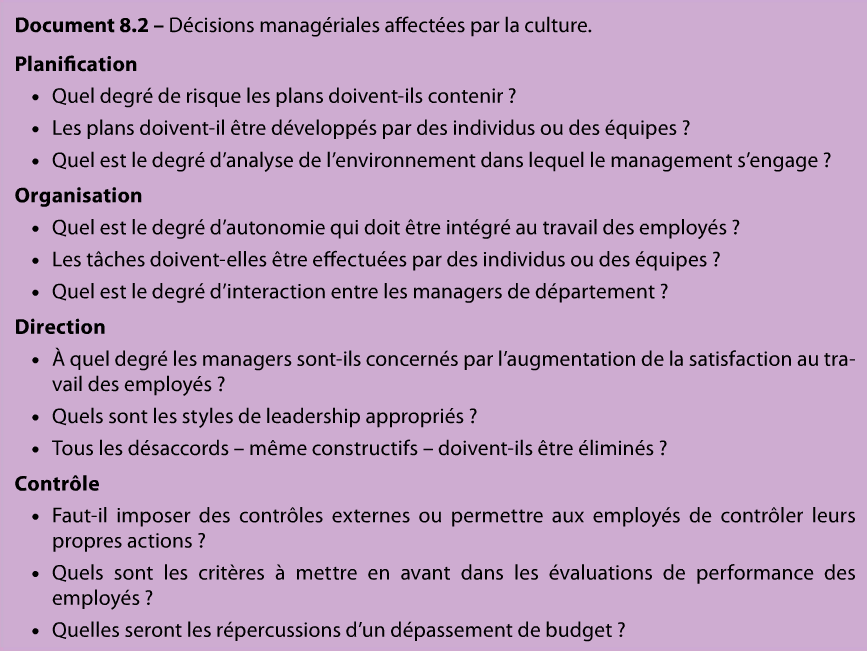 Document 8.2 – Décisions managériales affectées par la culture.
Planification
• Quel degré de risque les plans doivent-ils contenir ?
• Les plans doivent-il être développés par des individus ou des équipes ?
• Quel est le degré d’analyse de l’environnement dans lequel le management s’engage ?
Organisation
• Quel est le degré d’autonomie qui doit être intégré au travail des employés ?
• Les tâches doivent-elles être effectuées par des individus ou des équipes ?
• Quel est le degré d’interaction entre les managers de département ?
Direction
• À quel degré les managers sont-ils concernés par l’augmentation de la satisfaction au tra-
vail des employés ?
• Quels sont les styles de leadership appropriés ?
• Tous les désaccords – même constructifs – doivent-ils être éliminés ?
Contrôle
• Faut-il imposer des contrôles externes ou permettre aux employés de contrôler leurs
propres actions ?
• Quels sont les critères à mettre en avant dans les évaluations de performance des
employés ?
• Quelles seront les répercussions d’un dépassement de budget ?